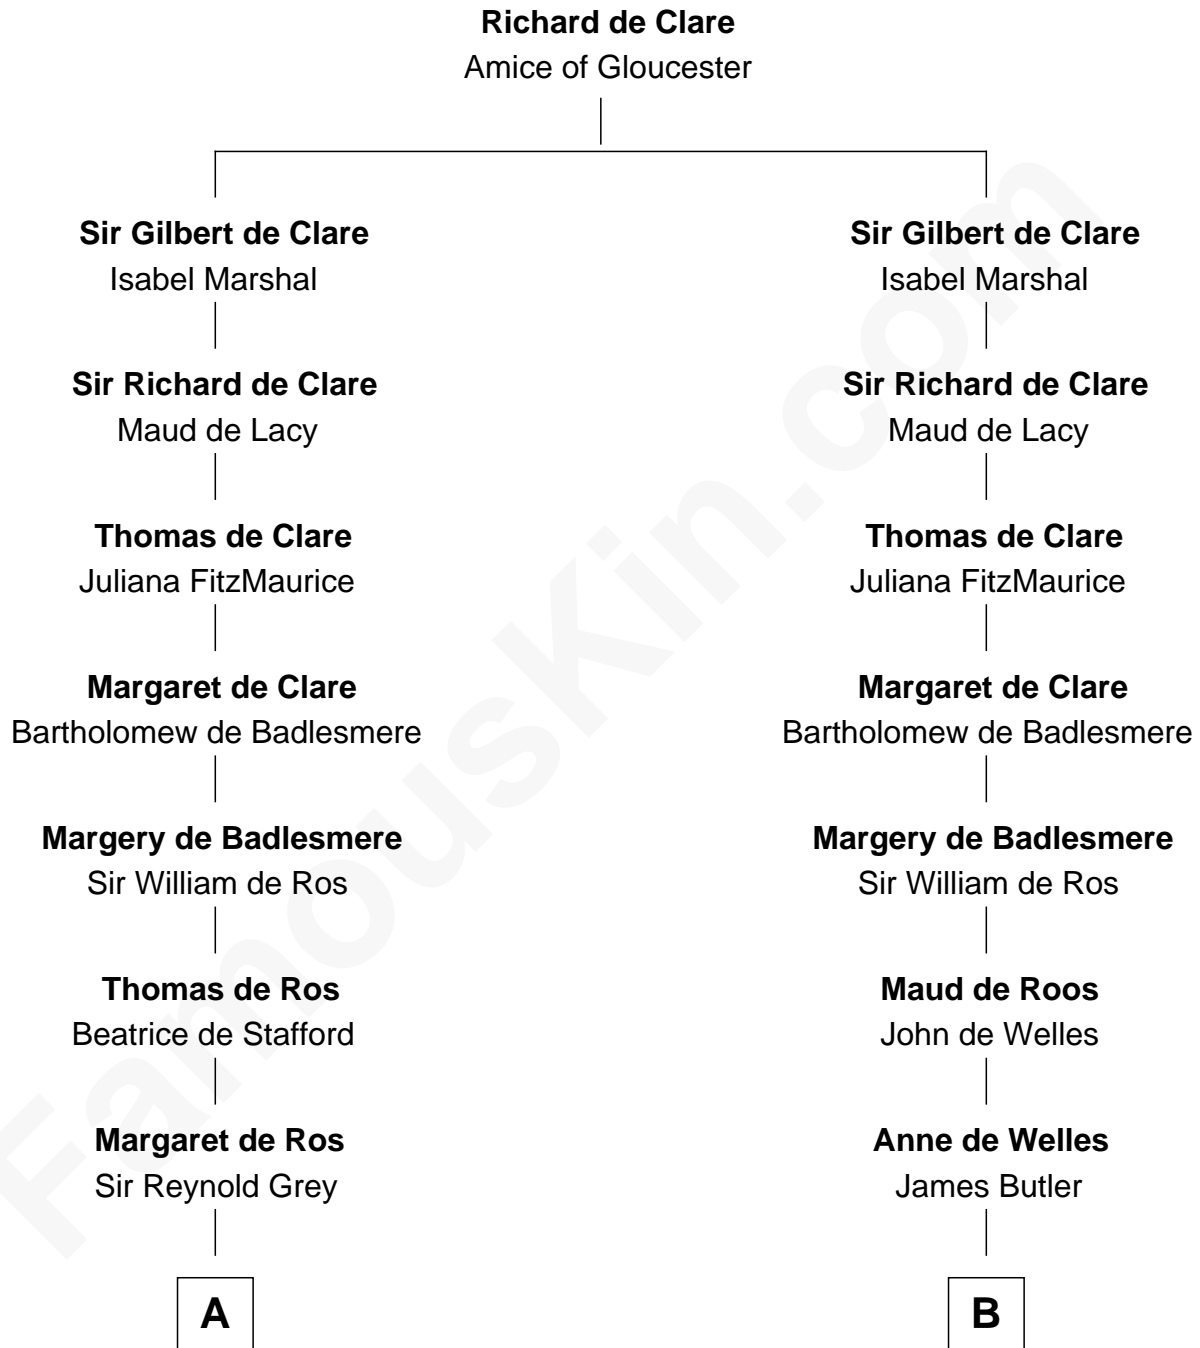 Richard de Clare
Amice of Gloucester
Sir Gilbert de Clare
Isabel Marshal
Sir Richard de Clare
Maud de Lacy
Thomas de Clare
Juliana FitzMaurice
Margaret de Clare
Bartholomew de Badlesmere
Margery de Badlesmere
Sir William de Ros
Thomas de Ros
Beatrice de Stafford
Margaret de Ros
Sir Reynold Grey
A
Sir Gilbert de Clare
Isabel Marshal
Sir Richard de Clare
Maud de Lacy
Thomas de Clare
Juliana FitzMaurice
Margaret de Clare
Bartholomew de Badlesmere
Margery de Badlesmere
Sir William de Ros
Maud de Roos
John de Welles
Anne de Welles
James Butler
B
FamousKin.com